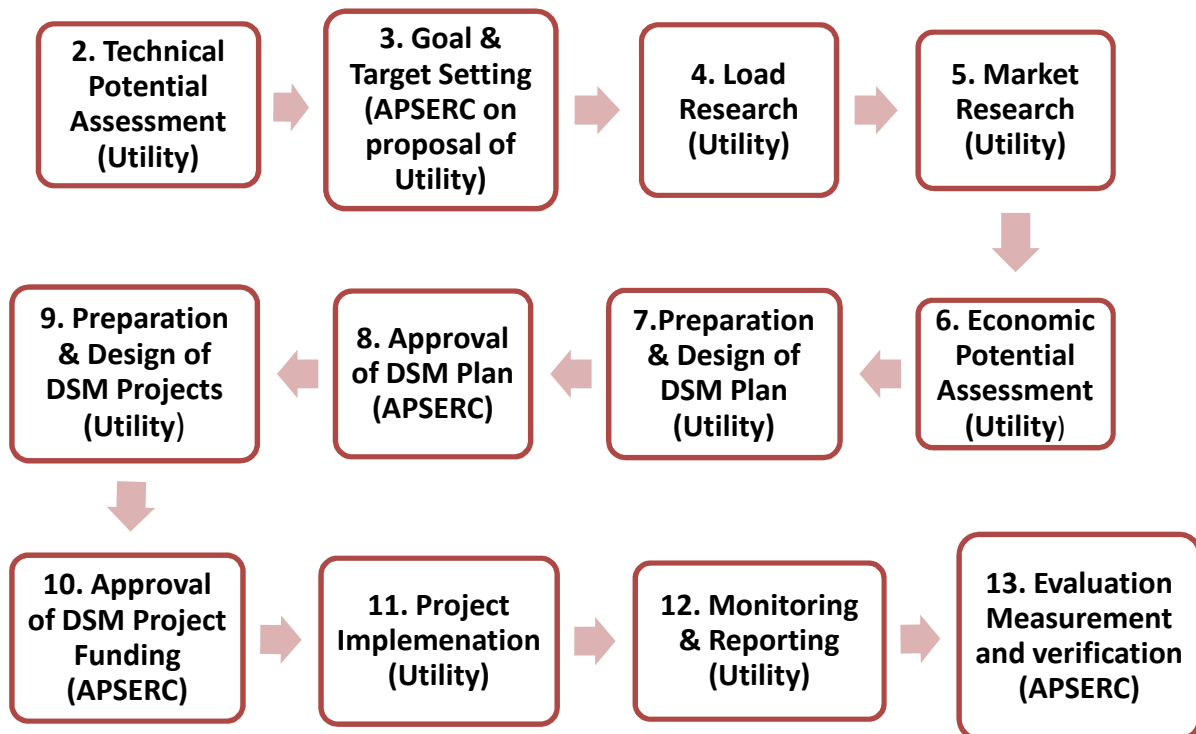 2. Technical
Potential
Assessment
(Utility)
3. Goal &
Target Setting
(APSERC on
proposal of
Utility)
4. Load
Research
(Utility)
5. Market
Research
(Utility)
6. Economic
Potential
Assessment
(Utility)
7.Preparation
& Design of
DSM Plan
(Utility)
8. Approval
of DSM Plan
(APSERC)
9. Preparation
& Design of
DSM Projects
(Utility)
10. Approval
of DSM Project
Funding
(APSERC)
11. Project
Implemenation
(Utility)
12. Monitoring
& Reporting
(Utility)
13. Evaluation
Measurement
and verification
(APSERC)